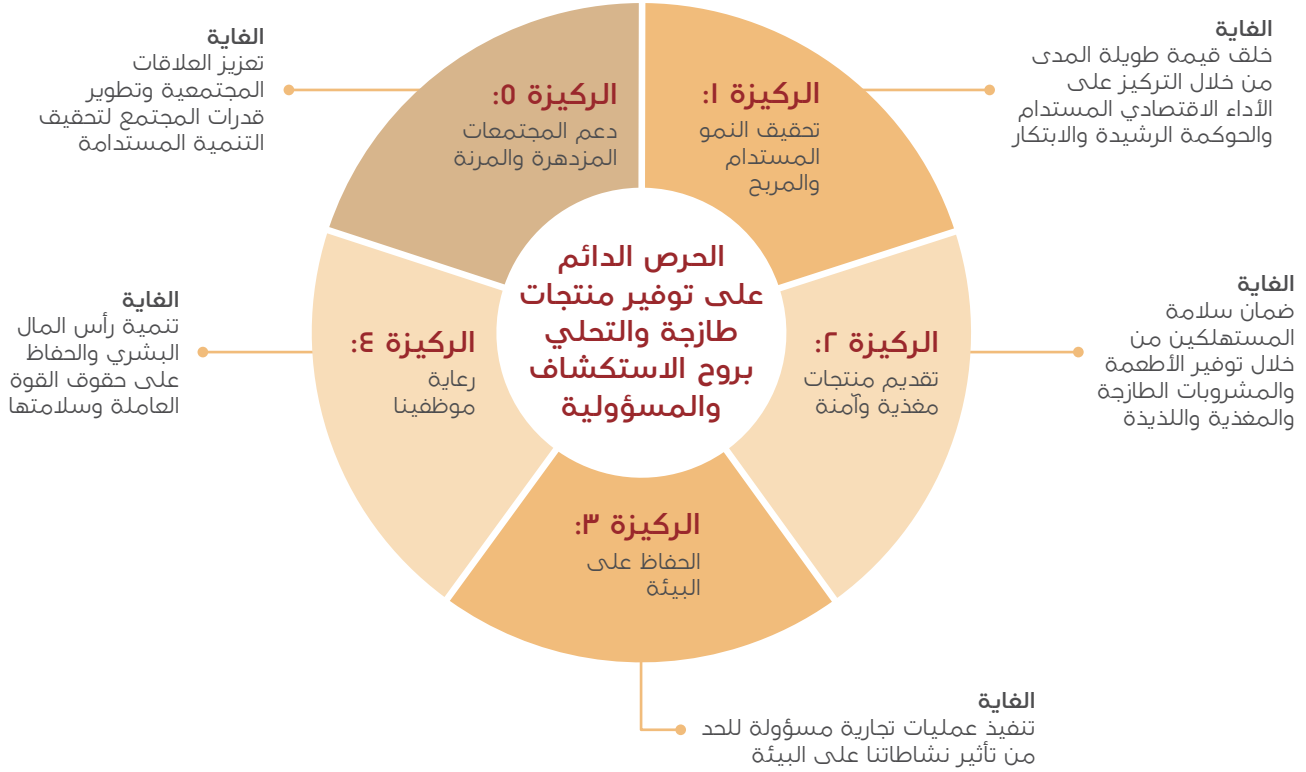 الحرص الدائم
على توفير منتجات
طازجة والتحلي
بروح الاستكشاف
والمسؤولية
الركيزة ١:
تحقيق النمو
المستدام
والمربح
الغاية
خلف قيمة طويلة المدى
من خلال التركيز على
الأداء الاقتصادي المستدام
والحوكمة الرشيدة والابتكار
الركيزة ٢:
تقديم منتجات
مغذية وآمنة
الغاية
ضمان سلامة
المستهلكين من
خلال توفير الأطعمة
والمشروبات الطازجة
والمغذية واللذيذة
الركيزة ٣:
الحفاظ على
البيئة
الغاية
تنفيذ عمليات تجارية مسؤولة للحد
من تأثير نشاطاتنا على البيئة
الركيزة ٤:
رعاية
موظفينا
الغاية
تنمية رأس المال
البشري والحفاظ
على حقوق القوة
العاملة وسلامتها
الركيزة ٥:
دعم المجتمعات
المزدهرة والمرنة
الغاية
تعزيز العلاقات
المجتمعية وتطوير
قدرات المجتمع لتحقيق
التنمية المستدامة